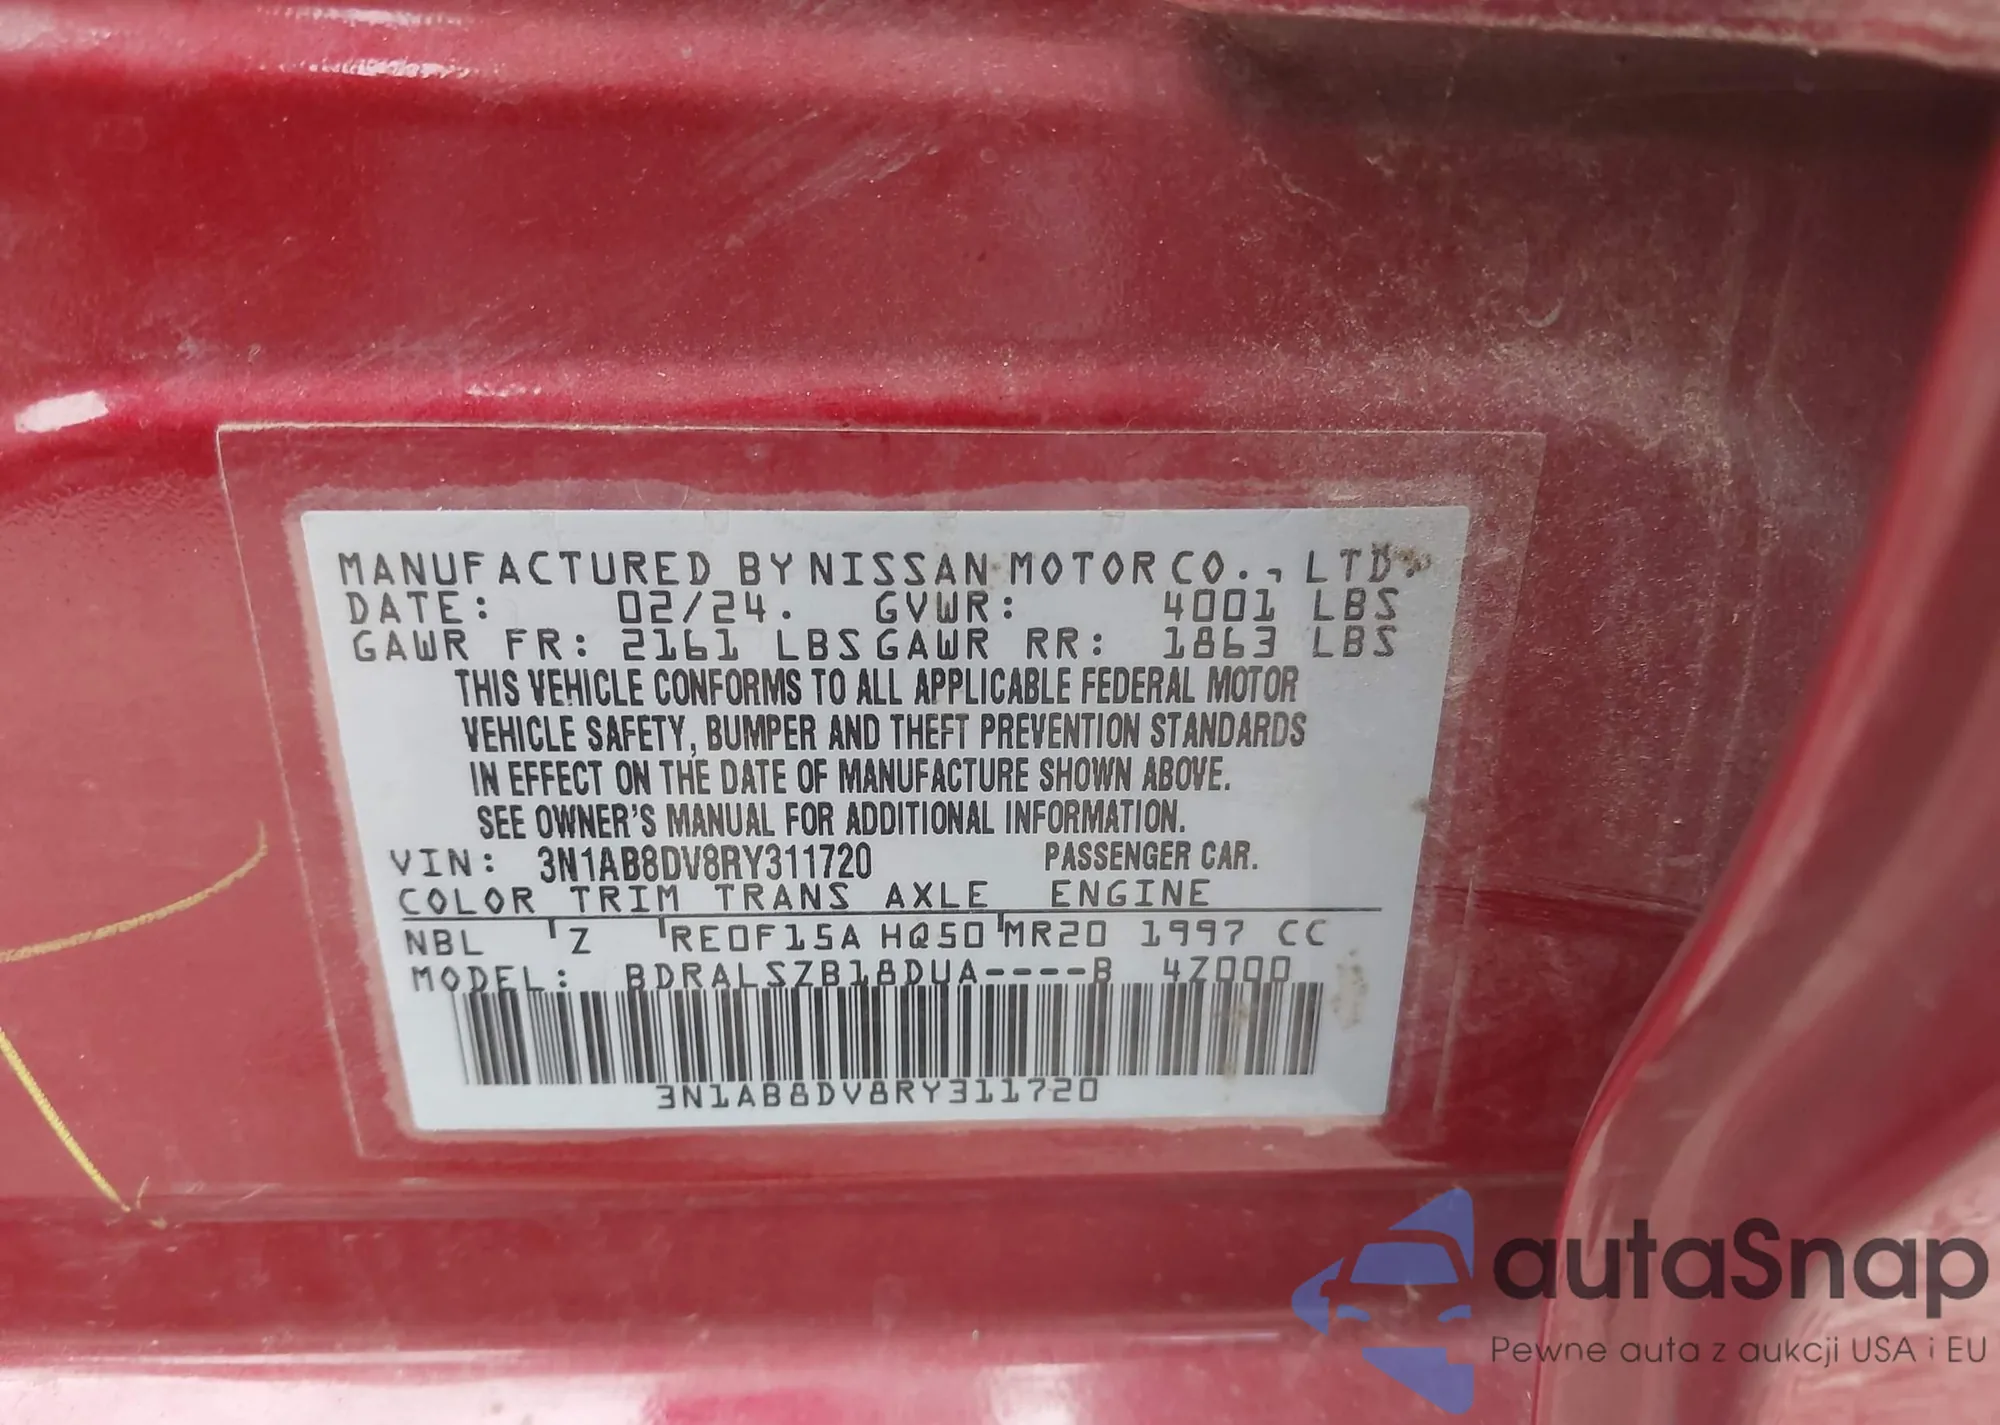 MANUFACTURED BY NISSAN MOTOR CO., LTD.
DATE: 02/24. GVWR: 4001 LBS
GAWR FR: 2161 LBS GAWR RR: 1863 LBS
THIS VEHICLE CONFORMS TO ALL APPLICABLE FEDERAL MOTOR
VEHICLE SAFETY, BUMPER AND THEFT PREVENTION STANDARDS
IN EFFECT ON THE DATE OF MANUFACTURE SHOWN ABOVE.
SEE OWNER'S MANUAL FOR ADDITIONAL INFORMATION.
VIN: 3N1AB8DV8RY311720 PASSENGER CAR.
COLOR TRIM TRANS AXLE ENGINE
NBL Z RE0F15A HQ50 MR20 1997 CC
MODEL: BDRALSZB18DUA----B 4Z000
3N1AB8DV8RY311720
autaSnap
Pewne auta z aukcji USA i EU